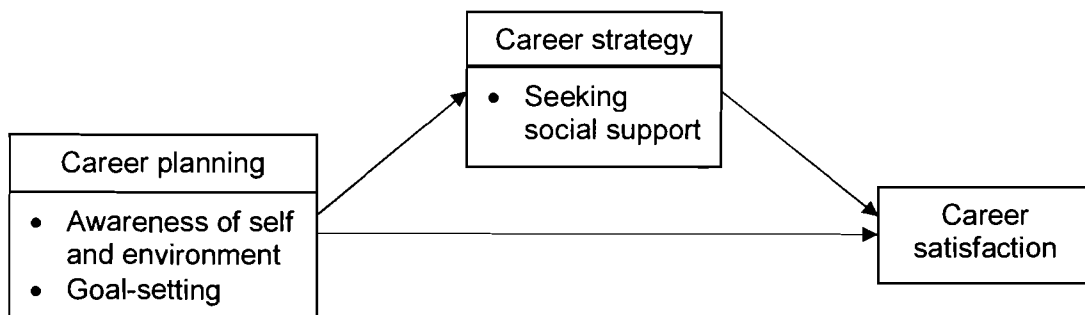 Career strategy
• Seeking
social support
Career planning
• Awareness of self
and environment
• Goal-setting
Career
satisfaction